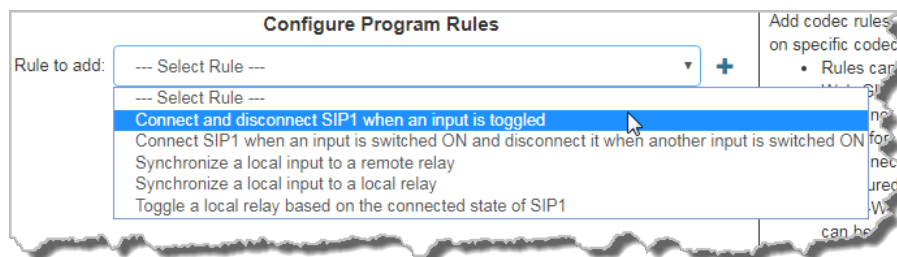 Configure Program Rules
Rule to add:
--- Select Rule ---
--- Select Rule ---
Connect and disconnect SIP1 when an input is toggled
Connect SIP1 when an input is switched ON and disconnect it when another input is switched ON
Synchronize a local input to a remote relay
Synchronize a local input to a local relay
Toggle a local relay based on the connected state of SIP1
Add codec rules
on specific codec
• Rules can
for
can be